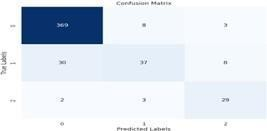 Confusion Matrix
369 8 3
30 37 8
2 3 29
0 1 2
Predicted Labels
True Labels